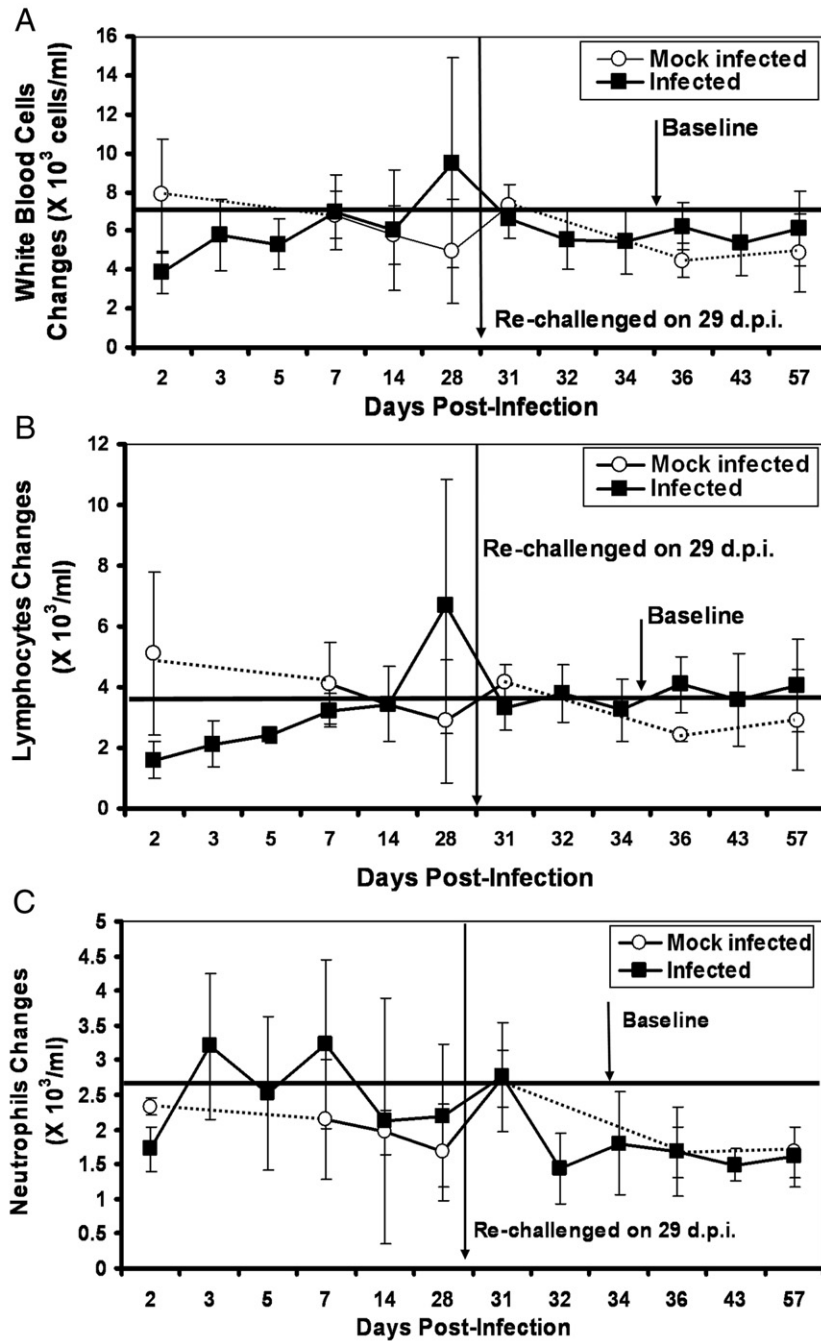 A
White Blood Cells
Changes (X 10³ cells/ml)
16
14
12
10
8
6
4
2
0
Mock infected
Infected
Baseline
Re-challenged on 29 d.p.i.
2 3 5 7 14 28 31 32 34 36 43 57
Days Post-Infection
B
Lymphocytes Changes
(X 10³/ml)
12
10
8
6
4
2
0
Mock infected
Infected
Re-challenged on 29 d.p.i.
Baseline
2 3 5 7 14 28 31 32 34 36 43 57
Days Post-Infection
C
Neutrophils Changes
(X 10³/ml)
5
4.5
4
3.5
3
2.5
2
1.5
1
0.5
0
Mock infected
Infected
Baseline
Re-challenged on 29 d.p.i.
2 3 5 7 14 28 31 32 34 36 43 57
Days Post-Infection